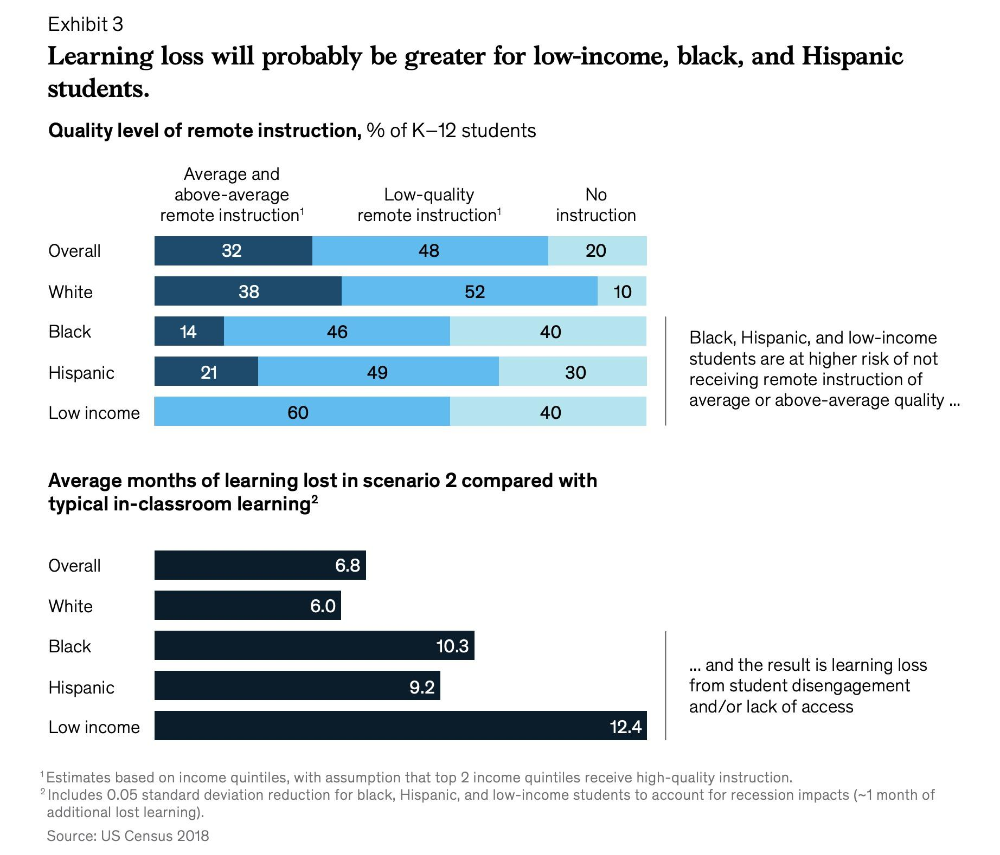 Exhibit 3
Learning loss will probably be greater for low-income, black, and Hispanic
students.
Quality level of remote instruction, % of K–12 students
Average and
above-average
remote instruction¹
Low-quality
remote instruction¹
No
instruction
Overall 32 48 20
White 38 52 10
Black 14 46 40
Hispanic 21 49 30
Low income 60 40
Black, Hispanic, and low-income
students are at higher risk of not
receiving remote instruction of
average or above-average quality ...
Average months of learning lost in scenario 2 compared with
typical in-classroom learning²
Overall 6.8
White 6.0
Black 10.3
Hispanic 9.2
Low income 12.4
... and the result is learning loss
from student disengagement
and/or lack of access
¹ Estimates based on income quintiles, with assumption that top 2 income quintiles receive high-quality instruction.
² Includes 0.05 standard deviation reduction for black, Hispanic, and low-income students to account for recession impacts (~1 month of
additional lost learning).
Source: US Census 2018